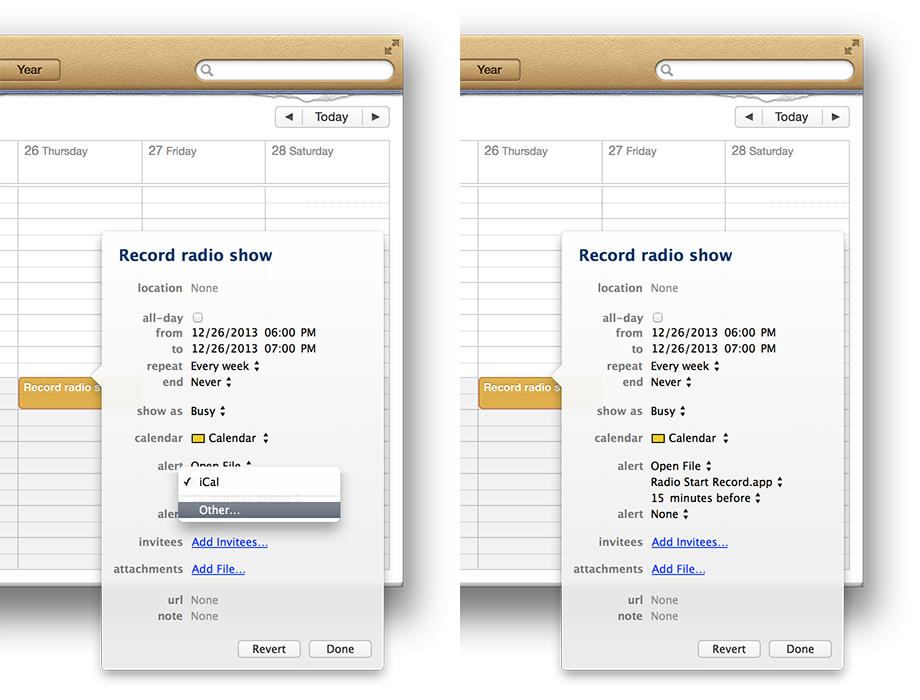 Year
Today
26 Thursday 27 Friday 28 Saturday
Record radio show
location None
all-day
from 12/26/2013 06:00 PM
to 12/26/2013 07:00 PM
repeat Every week
end Never
Record radio s
show as Busy
calendar Calendar
alert Open File
✓ iCal
15 minutes before
Other...
aler
invitees Add Invitees...
attachments Add File...
url None
note None
Revert Done
Year
Today
26 Thursday 27 Friday 28 Saturday
Record radio show
location None
all-day
from 12/26/2013 06:00 PM
to 12/26/2013 07:00 PM
repeat Every week
end Never
Record radio s
show as Busy
calendar Calendar
alert Open File
Radio Start Record.app
15 minutes before
alert None
invitees Add Invitees...
attachments Add File...
url None
note None
Revert Done